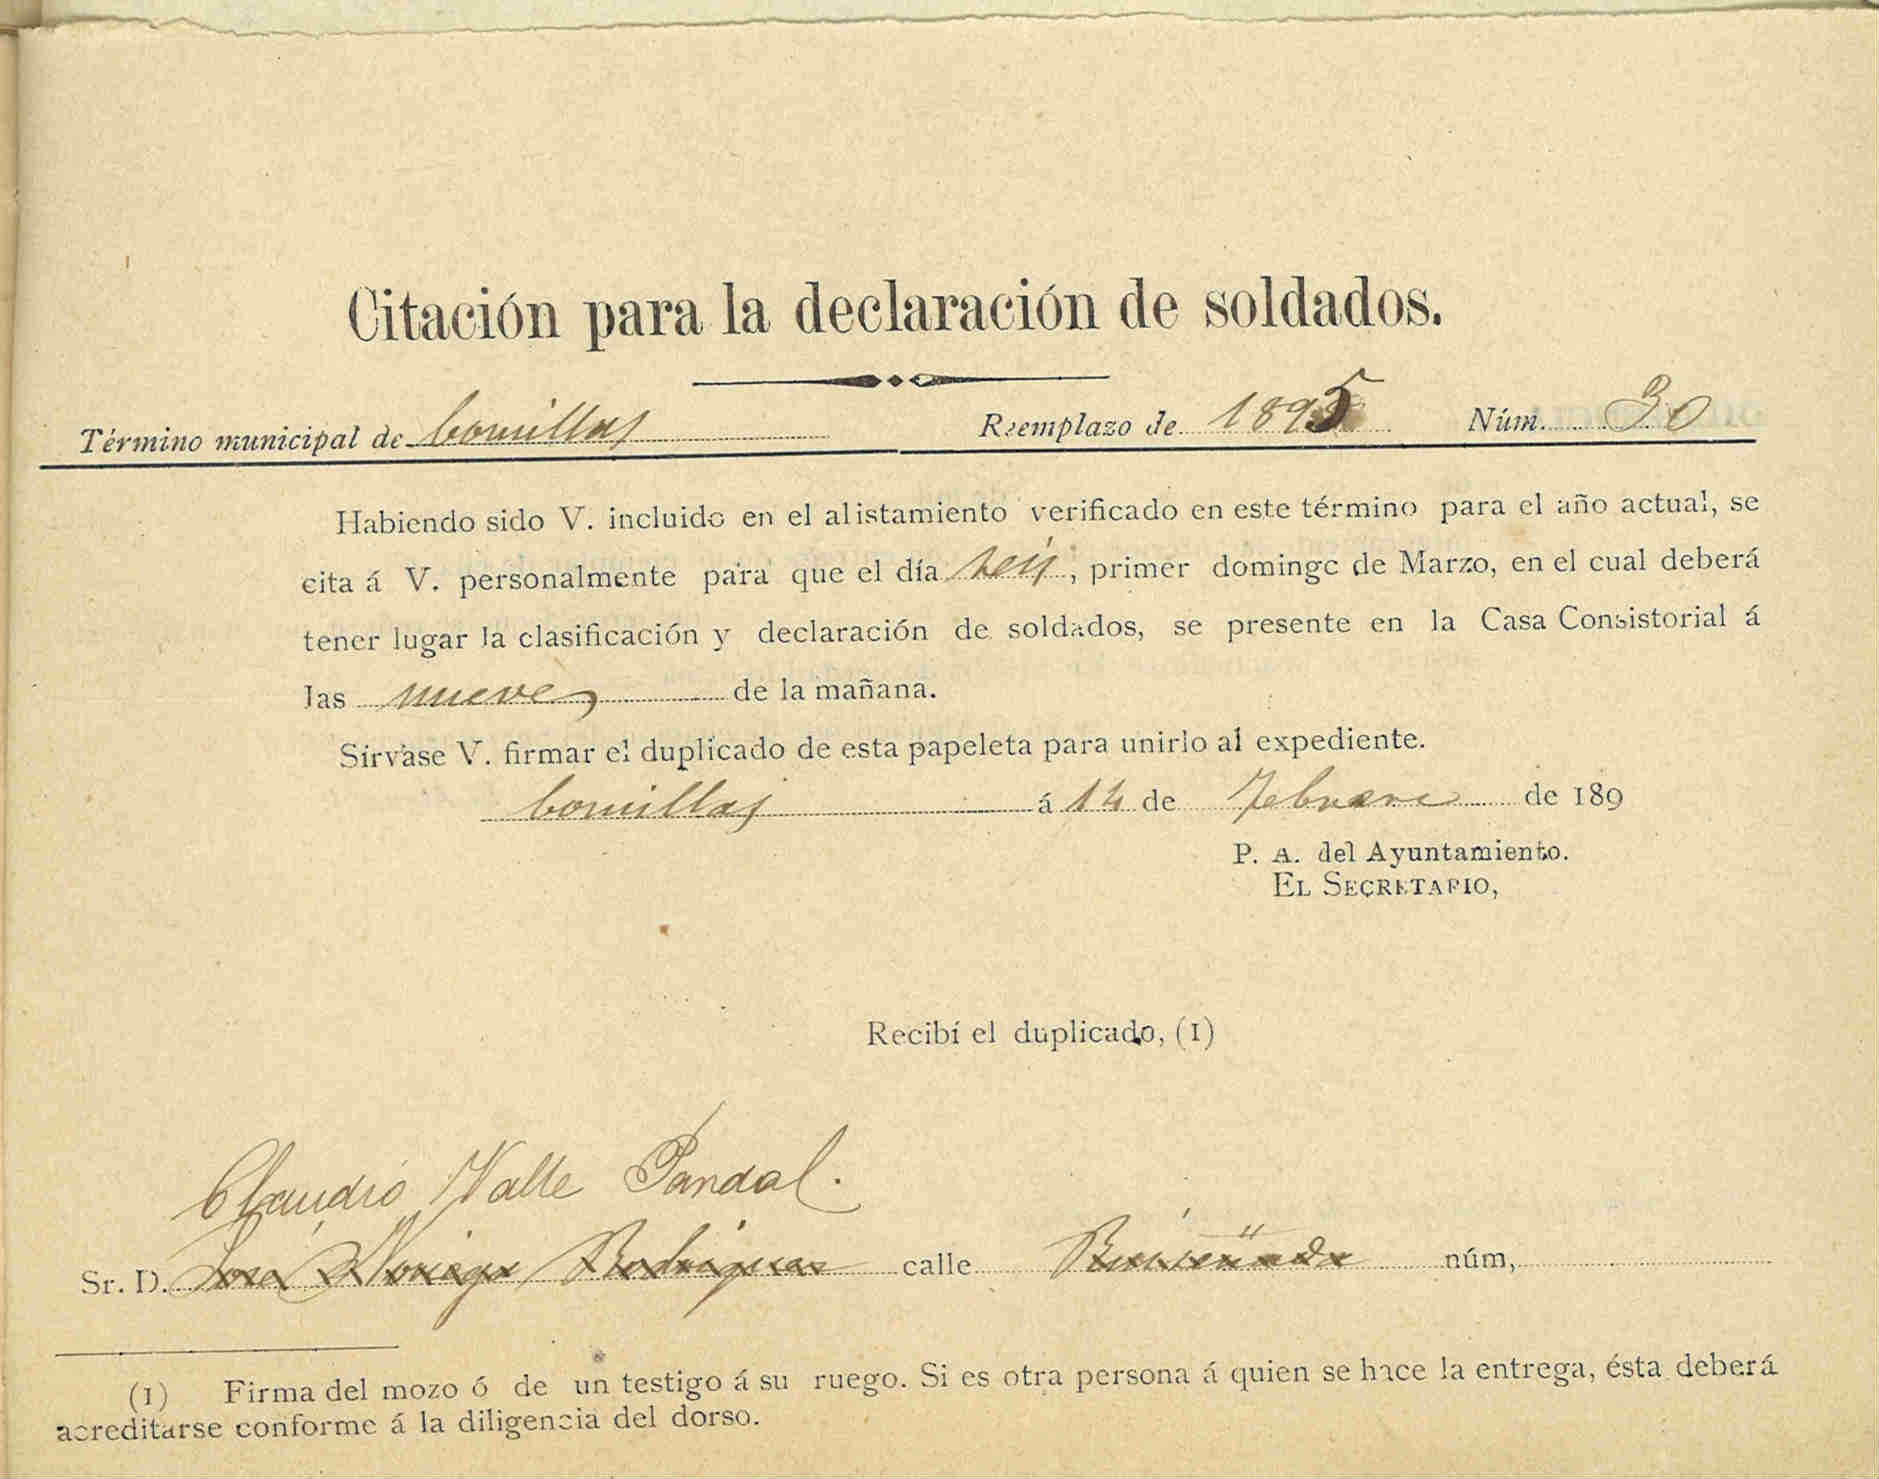 Citación para la declaración de soldados.
Término municipal de Comillas Reemplazo de 1895 Núm. 30
Habiendo sido V. incluido en el alistamiento verificado en este término para el año actual, se
cita á V. personalmente para que el día seis, primer domingo de Marzo, en el cual deberá
tener lugar la clasificación y declaración de soldados, se presente en la Casa Consistorial á
las nueve de la mañana.
Sírvase V. firmar el duplicado de esta papeleta para unirlo al expediente.
Comillas á 14 de Febrero de 189
P. A. del Ayuntamiento.
EL SECRETARIO,
Recibí el duplicado, (1)
Claudio Valle Pandal.
Sr. D. José Noriega Rodriguez calle núm,
(1) Firma del mozo ó de un testigo á su ruego. Si es otra persona á quien se hace la entrega, ésta deberá
acreditarse conforme á la diligencia del dorso.